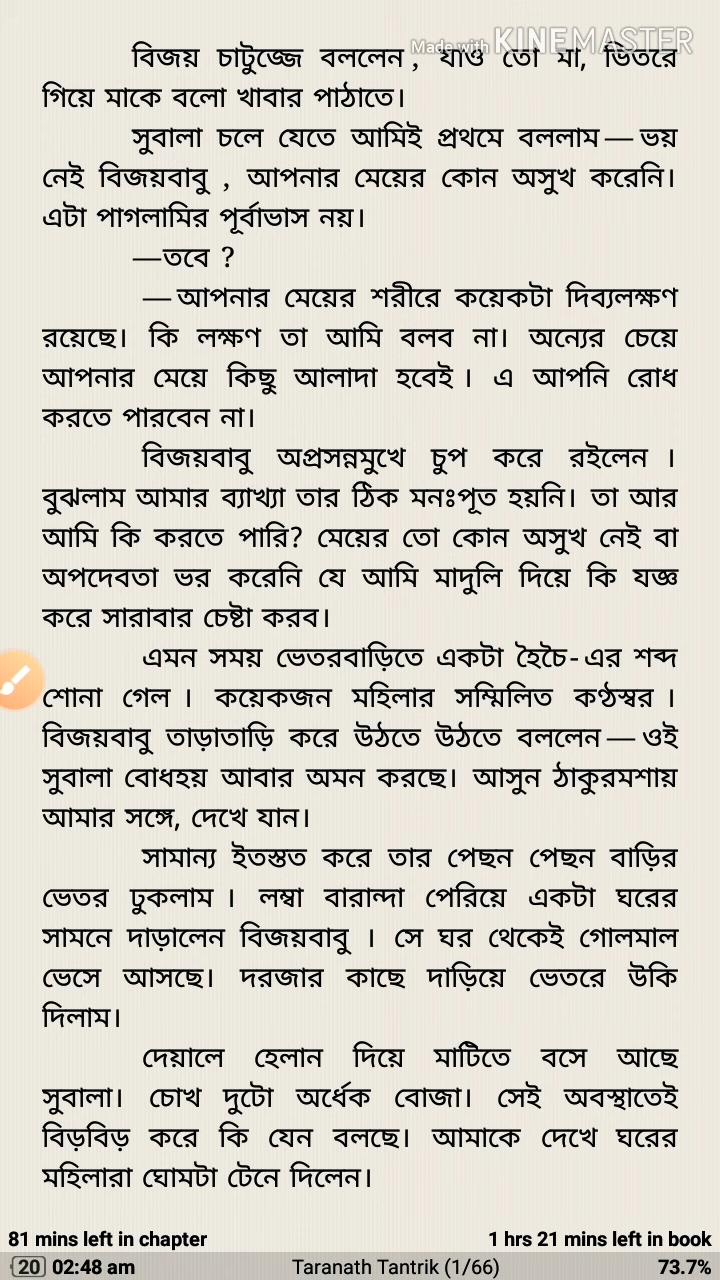 Made with KINEMASTER
বিজয় চাটুজ্জে বললেন , যাও তো মা, ভিতরে
গিয়ে মাকে বলো খাবার পাঠাতে।
সুবালা চলে যেতে আমিই প্রথমে বললাম — ভয়
নেই বিজয়বাবু , আপনার মেয়ের কোন অসুখ করেনি।
এটা পাগলামির পূর্বাভাস নয়।
—তবে ?
— আপনার মেয়ের শরীরে কয়েকটা দিব্যলক্ষণ
রয়েছে। কি লক্ষণ তা আমি বলব না। অন্যের চেয়ে
আপনার মেয়ে কিছু আলাদা হবেই । এ আপনি রোধ
করতে পারবেন না।
বিজয়বাবু অপ্রসন্নমুখে চুপ করে রইলেন ।
বুঝলাম আমার ব্যাখ্যা তার ঠিক মনঃপূত হয়নি। তা আর
আমি কি করতে পারি? মেয়ের তো কোন অসুখ নেই বা
অপদেবতা ভর করেনি যে আমি মাদুলি দিয়ে কি যজ্ঞ
করে সারাবার চেষ্টা করব।
এমন সময় ভেতরবাড়িতে একটা হৈচৈ-এর শব্দ
শোনা গেল । কয়েকজন মহিলার সম্মিলিত কণ্ঠস্বর ।
বিজয়বাবু তাড়াতাড়ি করে উঠতে উঠতে বললেন — ওই
সুবালা বোধহয় আবার অমন করছে। আসুন ঠাকুরমশায়
আমার সঙ্গে, দেখে যান।
সামান্য ইতস্তত করে তার পেছন পেছন বাড়ির
ভেতর ঢুকলাম । লম্বা বারান্দা পেরিয়ে একটা ঘরের
সামনে দাড়ালেন বিজয়বাবু । সে ঘর থেকেই গোলমাল
ভেসে আসছে। দরজার কাছে দাড়িয়ে ভেতরে উকি
দিলাম।
দেয়ালে হেলান দিয়ে মাটিতে বসে আছে
সুবালা। চোখ দুটো অর্ধেক বোজা। সেই অবস্থাতেই
বিড়বিড় করে কি যেন বলছে। আমাকে দেখে ঘরের
মহিলারা ঘোমটা টেনে দিলেন।
81 mins left in chapter 1 hrs 21 mins left in book
20 02:48 am Taranath Tantrik (1/66) 73.7%